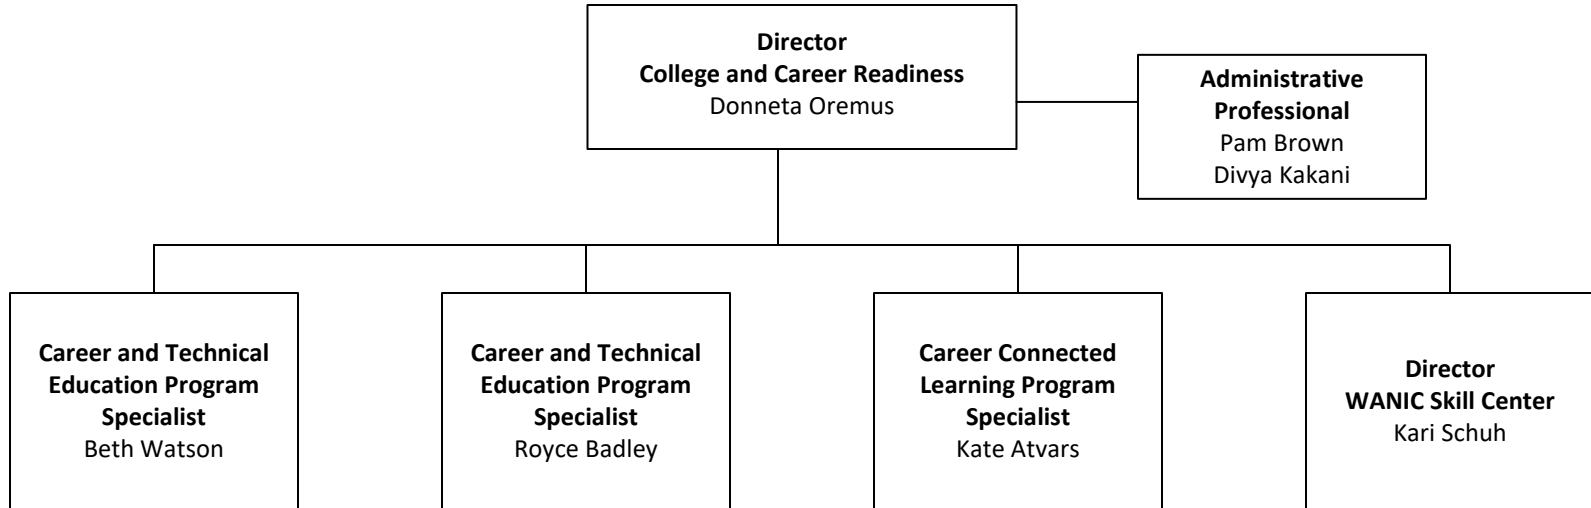 Director
College and Career Readiness
Donneta Oremus
Administrative
Professional
Pam Brown
Divya Kakani
Career and Technical
Education Program
Specialist
Beth Watson
Career and Technical
Education Program
Specialist
Royce Badley
Career Connected
Learning Program
Specialist
Kate Atvars
Director
WANIC Skill Center
Kari Schuh